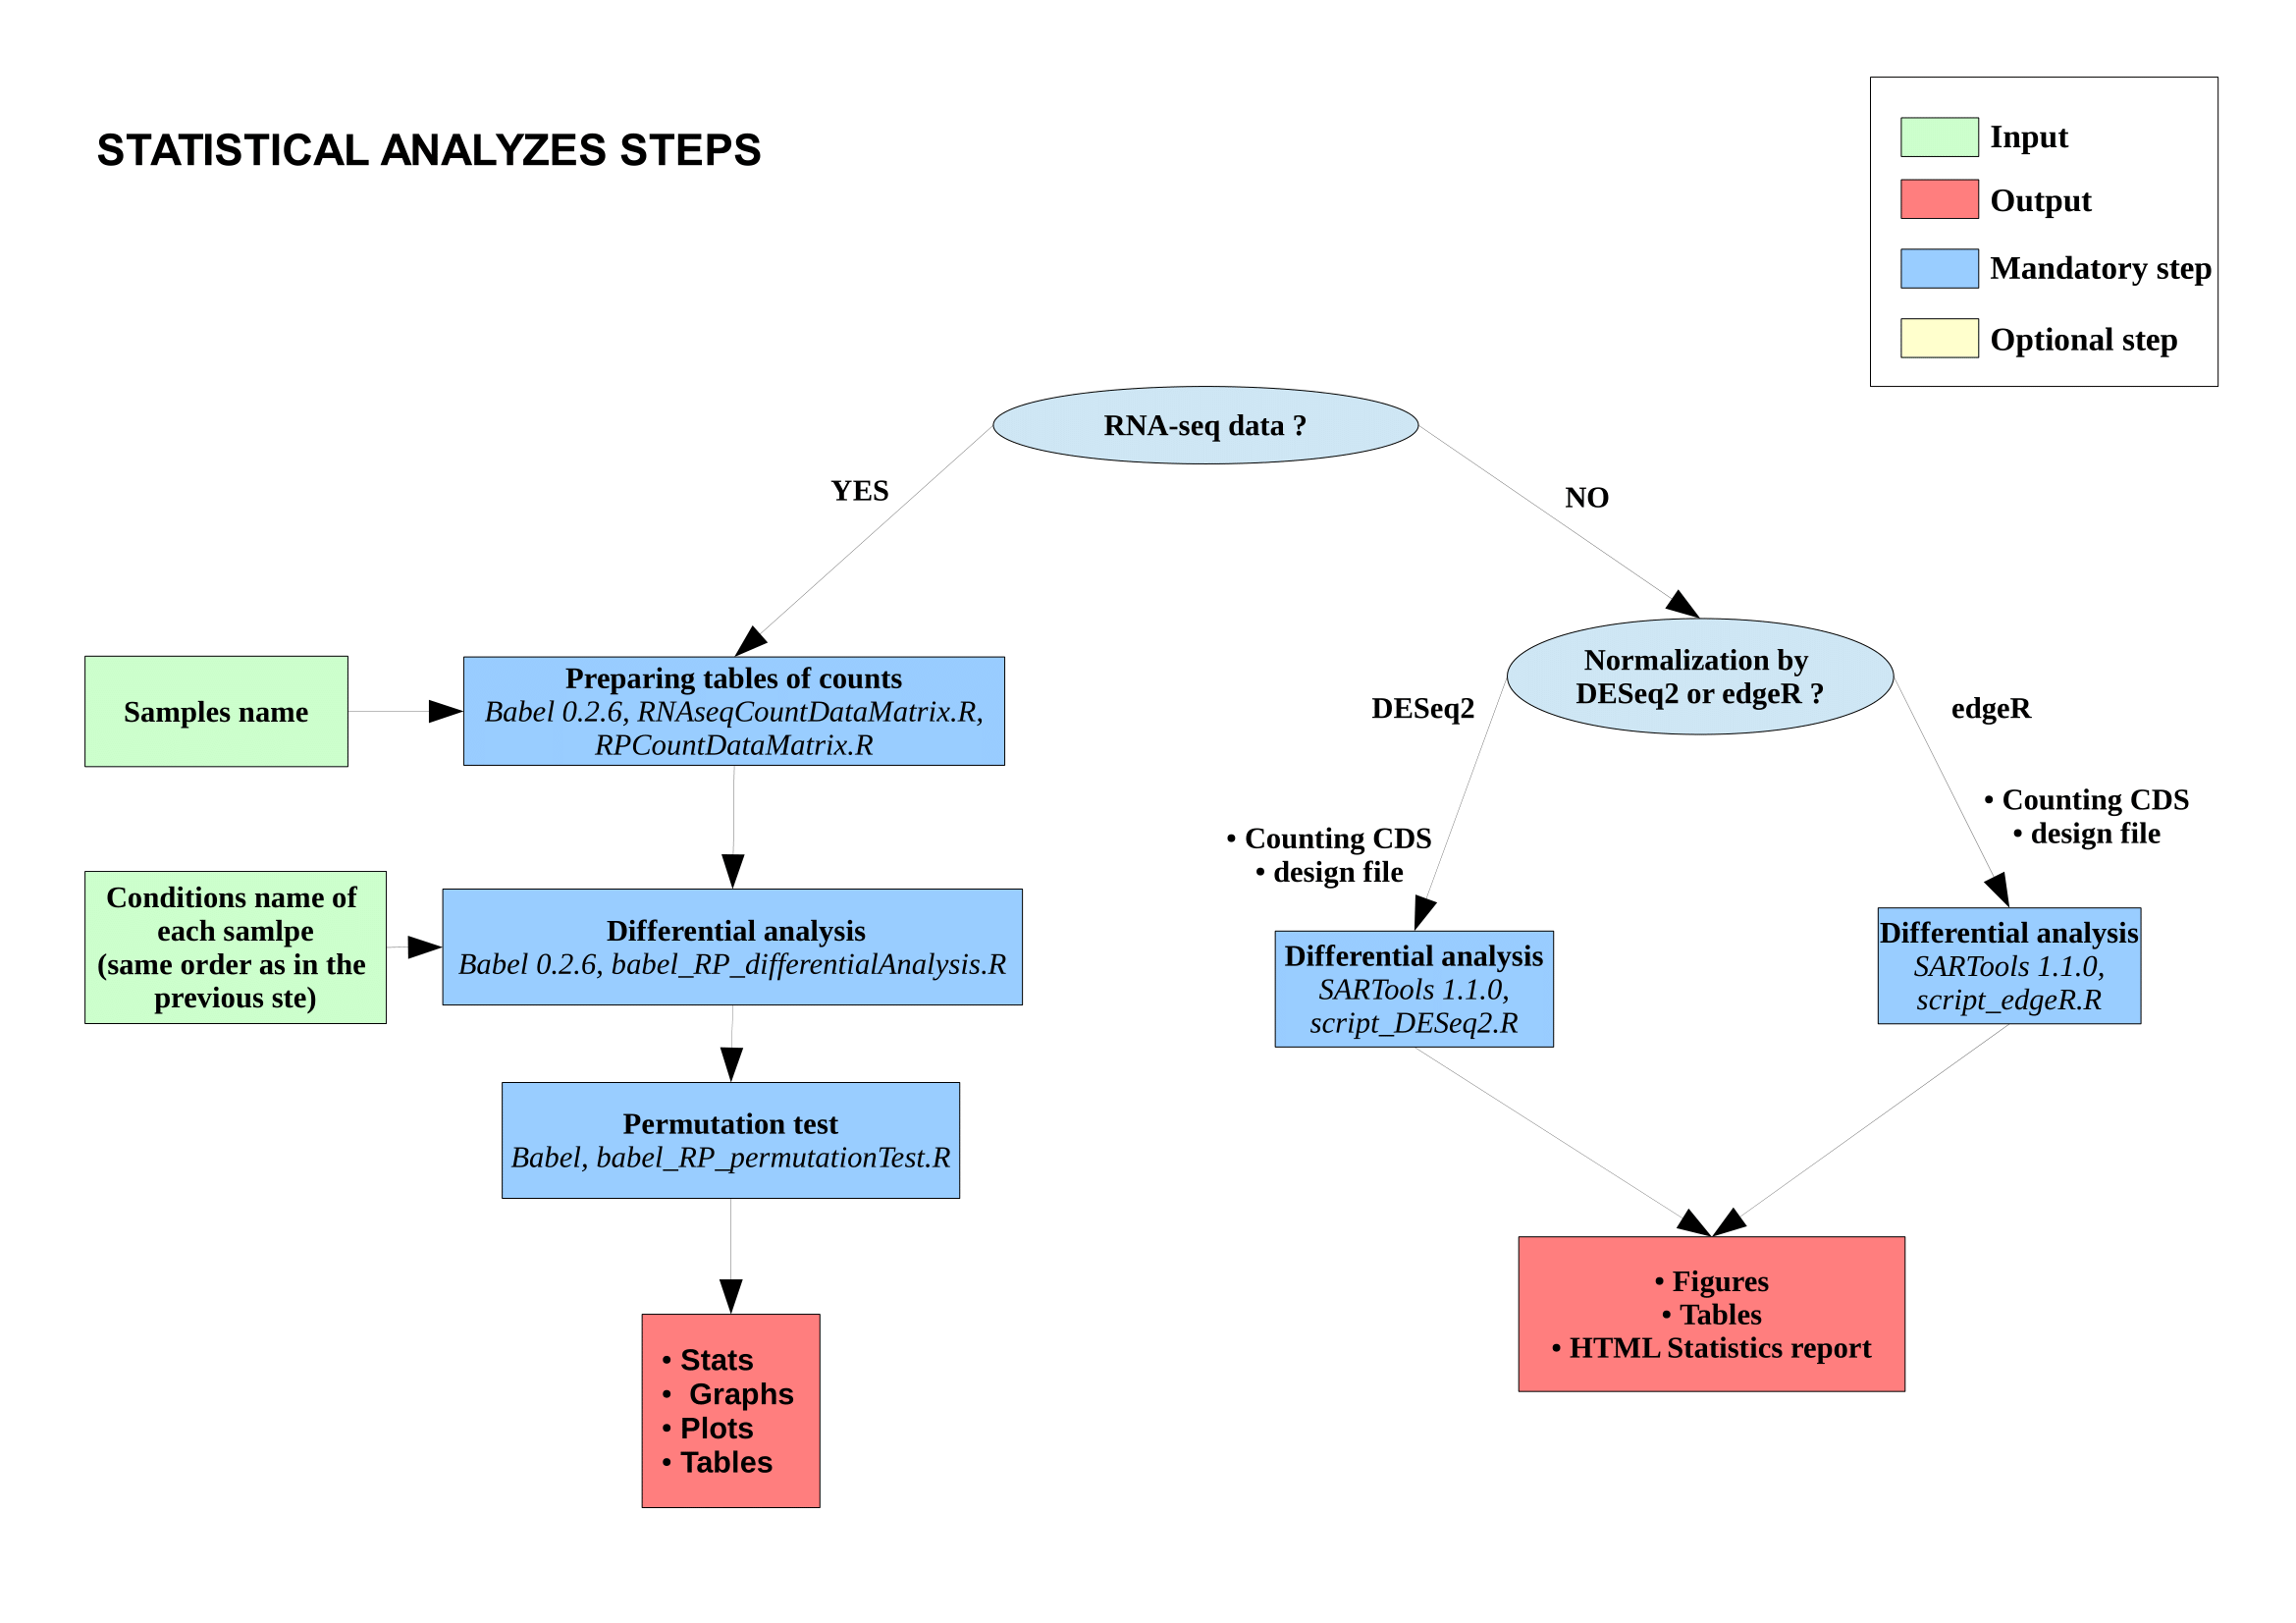 STATISTICAL ANALYZES STEPS
Input
Output
Mandatory step
Optional step
RNA-seq data ?
YES
NO
Samples name
Preparing tables of counts
Babel 0.2.6, RNAseqCountDataMatrix.R,
RPCountDataMatrix.R
Normalization by
DESeq2 or edgeR ?
DESeq2
edgeR
• Counting CDS
• design file
• Counting CDS
• design file
Conditions name of
each samlpe
(same order as in the
previous ste)
Differential analysis
Babel 0.2.6, babel_RP_differentialAnalysis.R
Differential analysis
SARTools 1.1.0,
script_DESeq2.R
Differential analysis
SARTools 1.1.0,
script_edgeR.R
Permutation test
Babel, babel_RP_permutationTest.R
• Figures
• Tables
• HTML Statistics report
• Stats
• Graphs
• Plots
• Tables